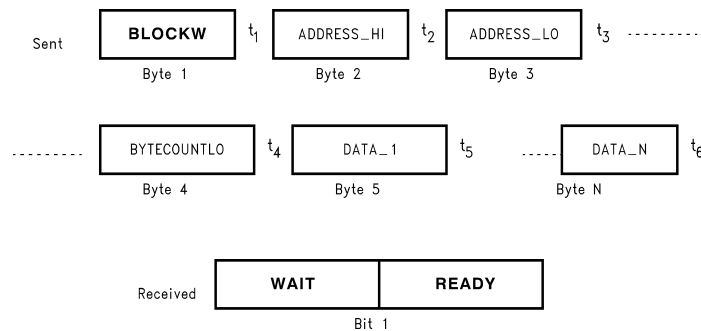 Sent BLOCKW t1 ADDRESS_HI t2 ADDRESS_LO t3
Byte 1 Byte 2 Byte 3
BYTECOUNTLO t4 DATA_1 t5 DATA_N t6
Byte 4 Byte 5 Byte N
Received WAIT READY
Bit 1